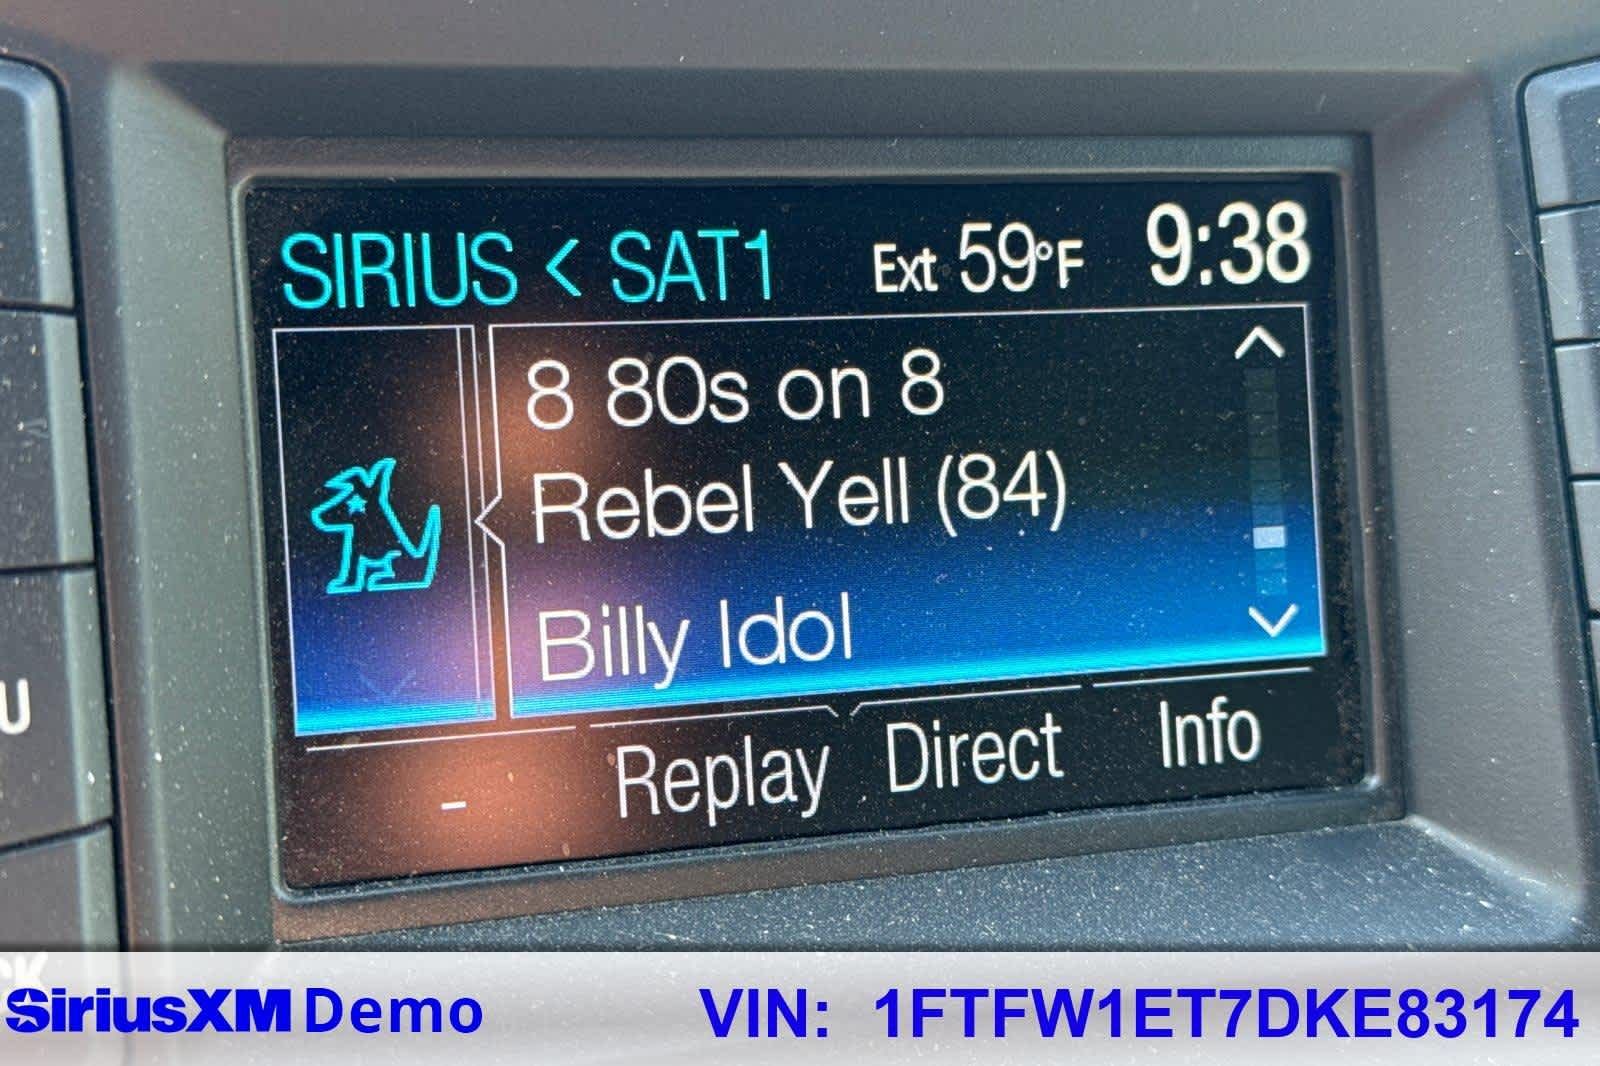 SIRIUS < SAT1 Ext 59°F 9:38
8 80s on 8
Rebel Yell (84)
Billy Idol
- Replay Direct Info
U
CK
SiriusXM Demo VIN: 1FTFW1ET7DKE83174